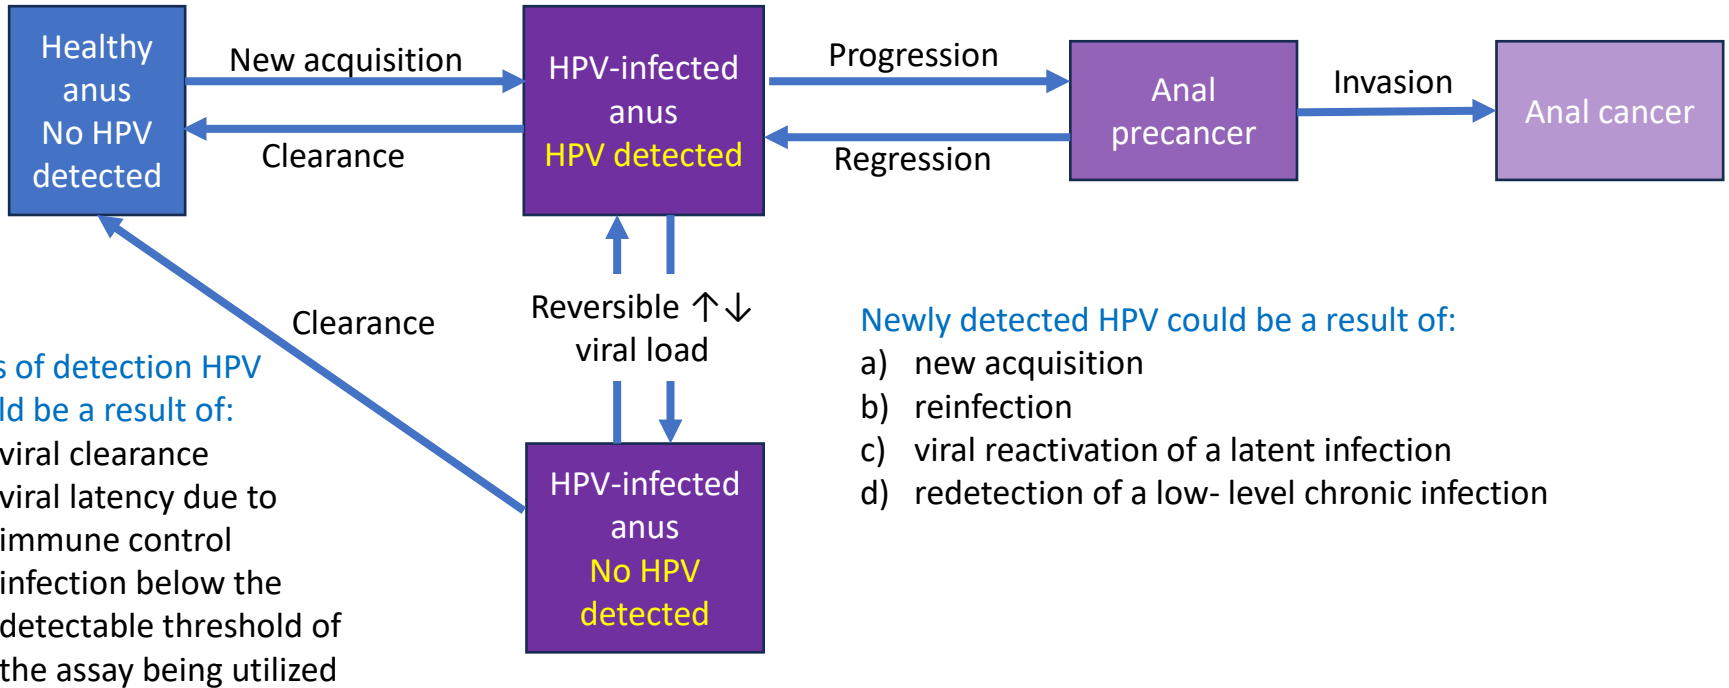 Healthy
anus
No HPV
detected
New acquisition
Clearance
HPV-infected
anus
HPV detected
Progression
Regression
Anal
precancer
Invasion
Anal cancer
Clearance
Reversible ↑↓
viral load
HPV-infected
anus
No HPV
detected
of detection HPV
be a result of:
viral clearance
viral latency due to
immune control
infection below the
detectable threshold of
the assay being utilized
Newly detected HPV could be a result of:
a) new acquisition
b) reinfection
c) viral reactivation of a latent infection
d) redetection of a low- level chronic infection